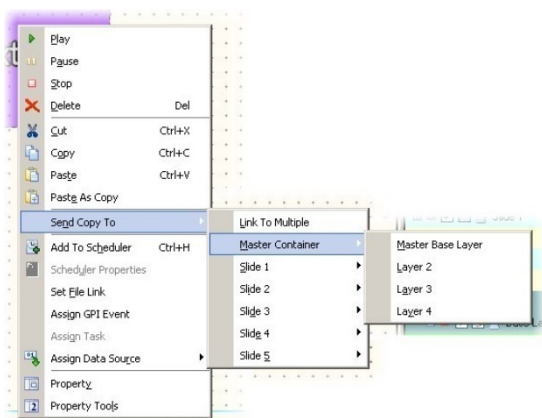 Play
Pause
Stop
Delete Del
Cut Ctrl+X
Copy Ctrl+C
Paste Ctrl+V
Paste As Copy
Send Copy To
Add To Scheduler Ctrl+H
Scheduler Properties
Set File Link
Assign GPI Event
Assign Task
Assign Data Source
Property
Property Tools
Link To Multiple
Master Container
Slide 1
Slide 2
Slide 3
Slide 4
Slide 5
Master Base Layer
Layer 2
Layer 3
Layer 4